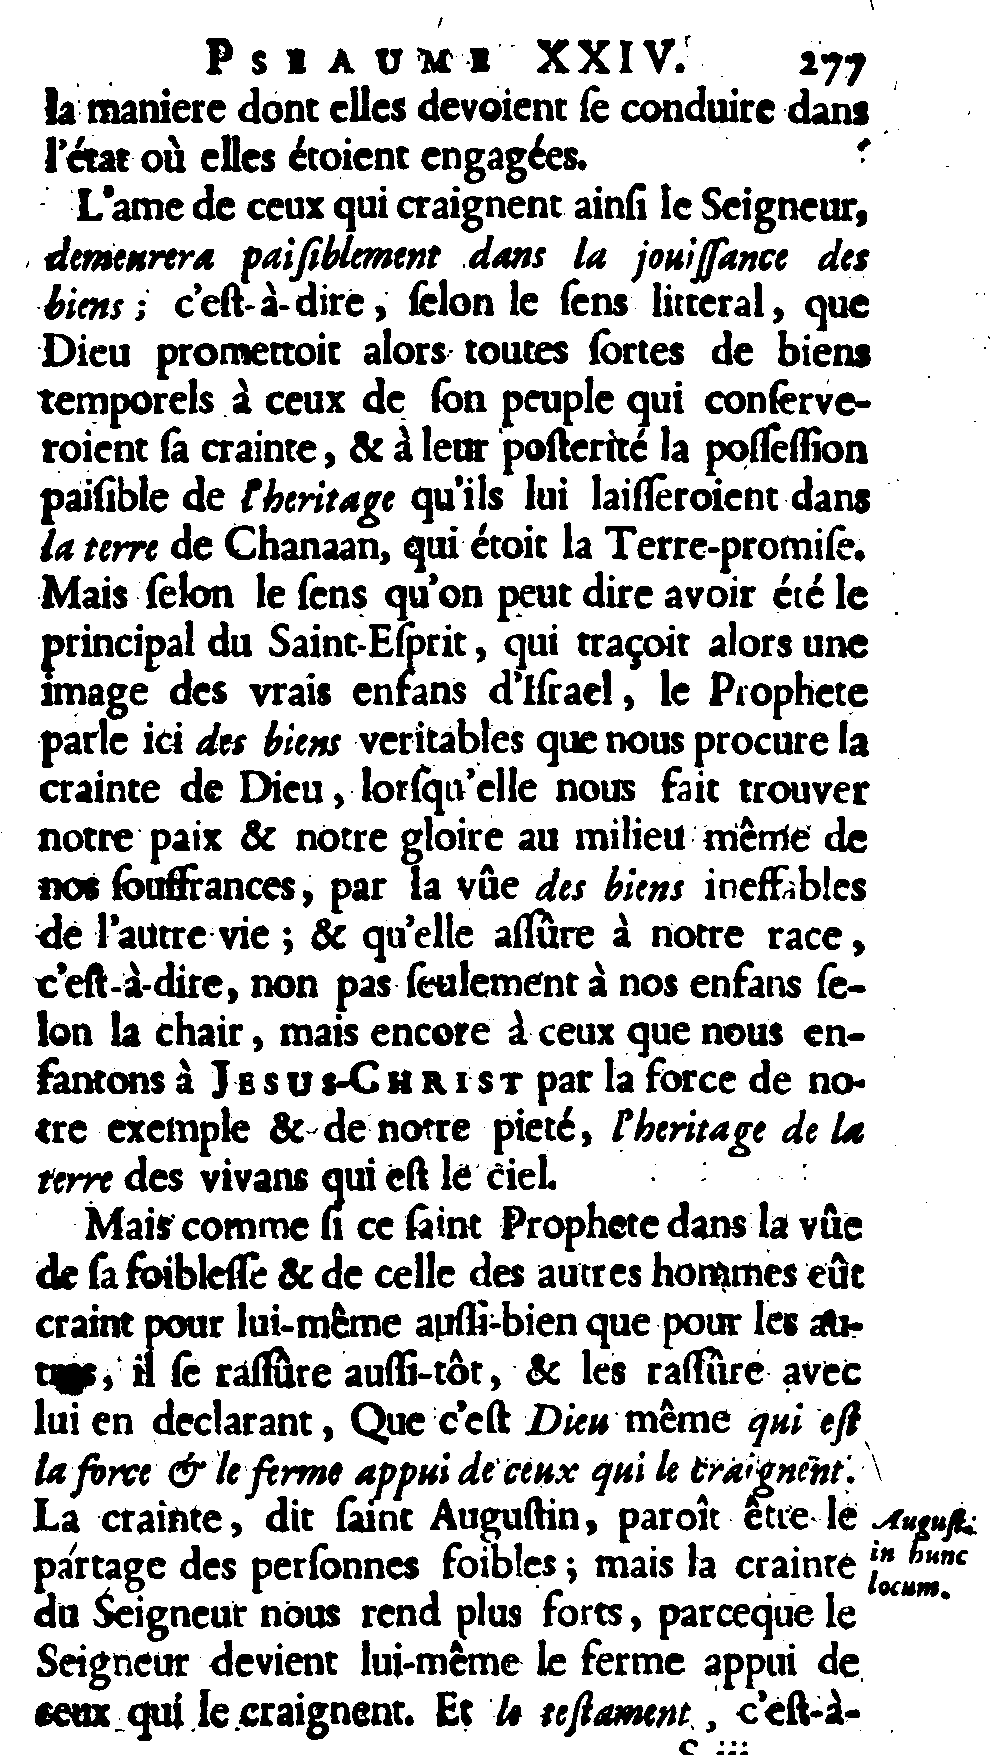 PSEAUME XXIV. 277
la maniere dont elles devoient ſe conduire dans
l'état où elles étoient engagées.
L'ame de ceux qui craignent ainſi le Seigneur,
demeurera paiſiblement dans la jouiſſance des
biens ; c'eſt-à-dire, ſelon le ſens litteral, que
Dieu promettoit alors toutes ſortes de biens
temporels à ceux de ſon peuple qui conſerve-
roient ſa crainte, & à leur poſterité la poſſeſſion
paiſible de l'heritage qu'ils lui laiſſeroient dans
la terre de Chanaan, qui étoit la Terre-promiſe.
Mais ſelon le ſens qu'on peut dire avoir été le
principal du Saint-Eſprit, qui traçoit alors une
image des vrais enfans d'Iſrael, le Prophete
parle ici des biens veritables que nous procure la
crainte de Dieu, lorſqu'elle nous fait trouver
notre paix & notre gloire au milieu même de
nos ſouffrances, par la vûe des biens ineffables
de l'autre vie ; & qu'elle aſſûre à notre race,
c'eſt-à-dire, non pas ſeulement à nos enfans ſe-
lon la chair, mais encore à ceux que nous en-
fantons à JESUS-CHRIST par la force de no-
tre exemple & de notre pieté, l'heritage de la
terre des vivans qui eſt le ciel.
Mais comme ſi ce ſaint Prophete dans la vûe
de ſa foibleſſe & de celle des autres hommes eût
craint pour lui-même auſſi-bien que pour les au-
tres, il ſe raſſûre auſſi-tôt, & les raſſûre avec
lui en declarant, Que c'eſt Dieu même qui eſt
la force & le ferme appui de ceux qui le craignent.
La crainte, dit ſaint Auguſtin, paroît être le
partage des perſonnes foibles ; mais la crainte
du Seigneur nous rend plus forts, parceque le
Seigneur devient lui-même le ferme appui de
ceux qui le craignent. Et le teſtament, c'eſt-à-
S iij
Auguſt.
in hunc
locum.